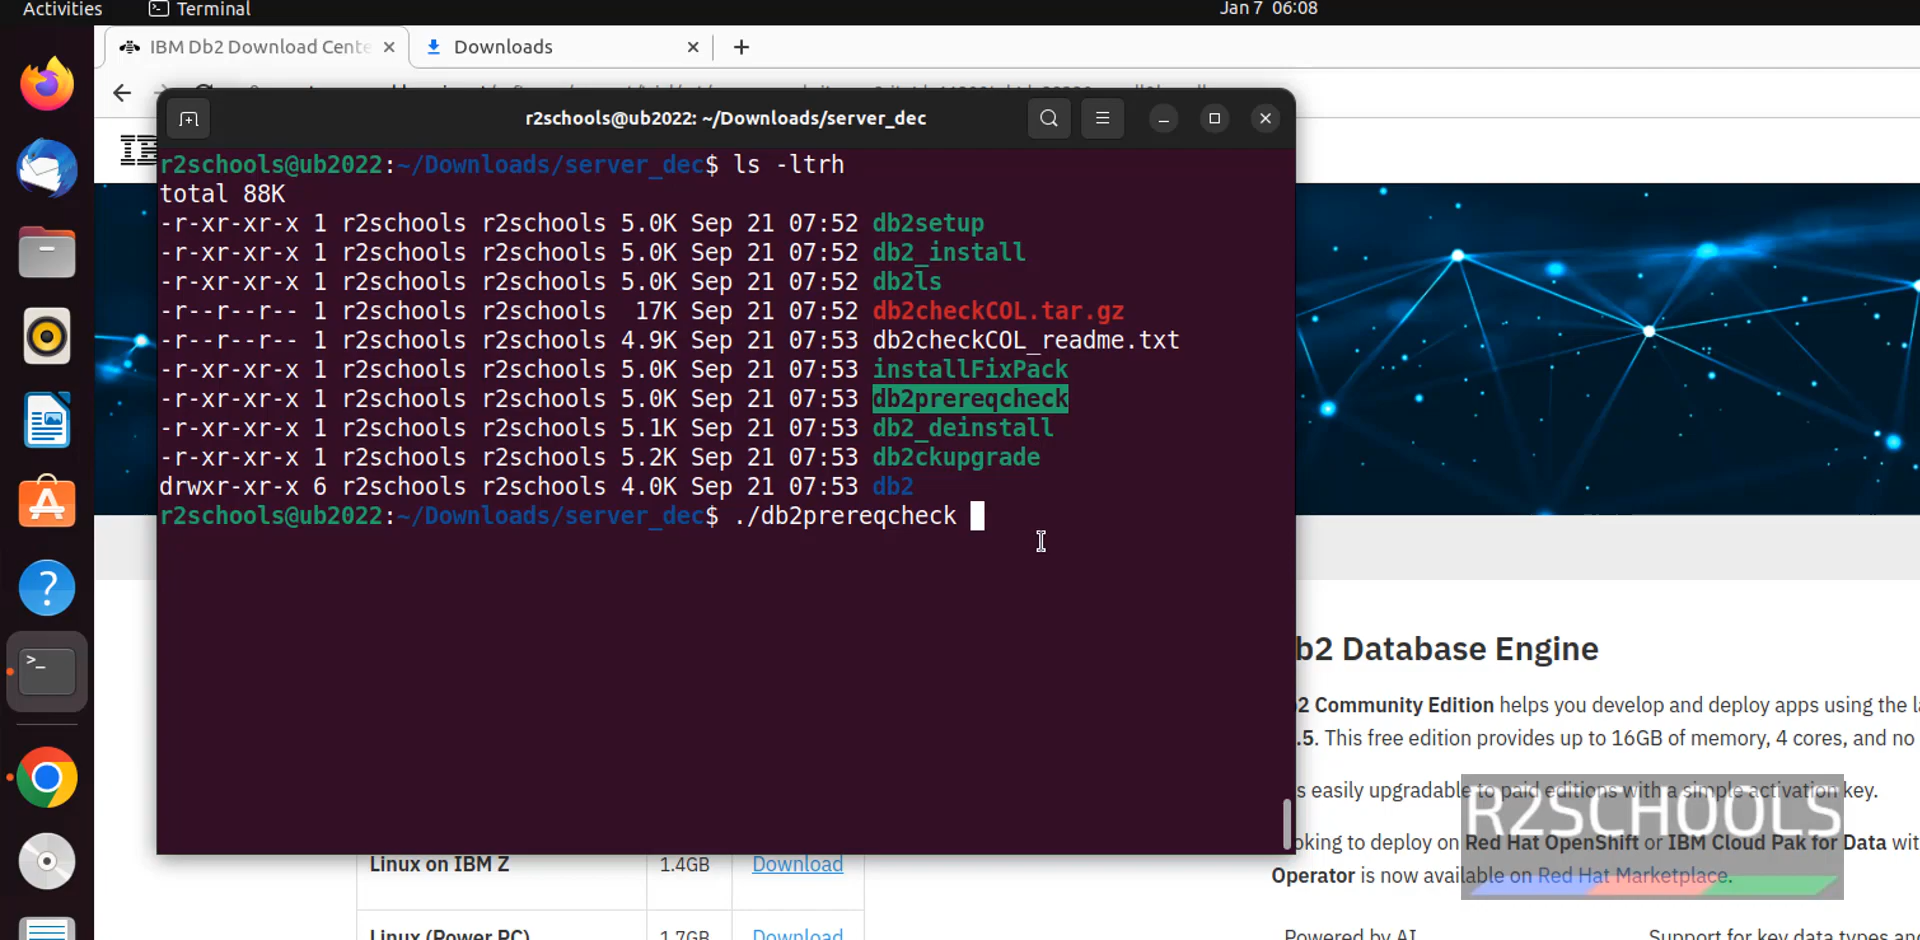 Activities
Terminal
Jan 7 06:08
IBM Db2 Download Cente
Downloads
r2schools@ub2022: ~/Downloads/server_dec
r2schools@ub2022:~/Downloads/server_dec$ ls -ltrh
total 88K
-r-xr-xr-x 1 r2schools r2schools 5.0K Sep 21 07:52 db2setup
-r-xr-xr-x 1 r2schools r2schools 5.0K Sep 21 07:52 db2_install
-r-xr-xr-x 1 r2schools r2schools 5.0K Sep 21 07:52 db2ls
-r--r--r-- 1 r2schools r2schools  17K Sep 21 07:52 db2checkCOL.tar.gz
-r--r--r-- 1 r2schools r2schools 4.9K Sep 21 07:53 db2checkCOL_readme.txt
-r-xr-xr-x 1 r2schools r2schools 5.0K Sep 21 07:53 installFixPack
-r-xr-xr-x 1 r2schools r2schools 5.0K Sep 21 07:53 db2prereqcheck
-r-xr-xr-x 1 r2schools r2schools 5.1K Sep 21 07:53 db2_deinstall
-r-xr-xr-x 1 r2schools r2schools 5.2K Sep 21 07:53 db2ckupgrade
drwxr-xr-x 6 r2schools r2schools 4.0K Sep 21 07:53 db2
r2schools@ub2022:~/Downloads/server_dec$ ./db2prereqcheck
b2 Database Engine
2 Community Edition helps you develop and deploy apps using the la
.5. This free edition provides up to 16GB of memory, 4 cores, and no
s easily upgradable to paid editions with a simple activation key.
R2SCHOOLS
oking to deploy on Red Hat OpenShift or IBM Cloud Pak for Data wit
Operator is now available on Red Hat Marketplace.
Linux on IBM Z 1.4GB Download
Linux (Power PC) 1.7GB Download
Powered by AI
Support for key data types and